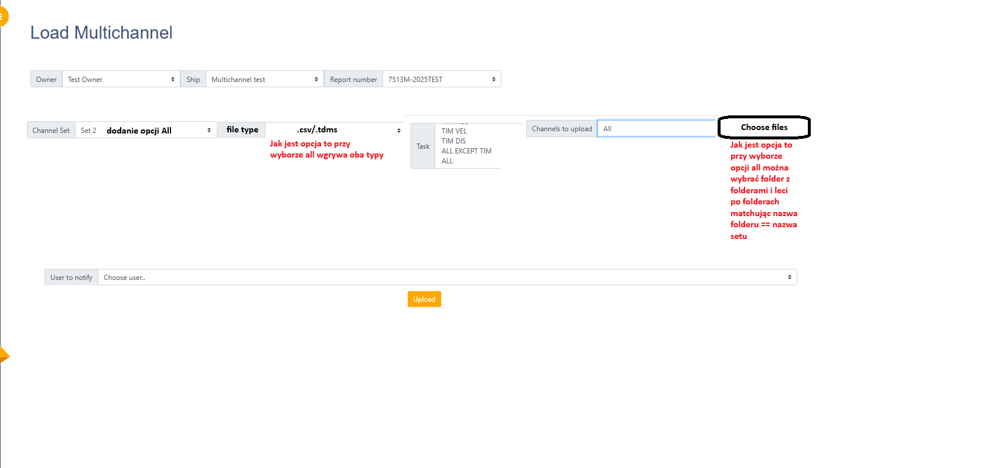 Load Multichannel
Owner Test Owner Ship Multichannel test Report number 7513M-2025TEST
Channel Set Set 2 dodanie opcji All file type .csv/.tdms
Jak jest opcja to przy
wyborze all wgrywa oba typy
Task
TIM VEL
TIM DIS
ALL EXCEPT TIM
ALL
Channels to upload All
Choose files
Jak jest opcja to
przy wyborze
opcji all można
wybrać folder z
folderami i leci
po folderach
matchując nazwa
folderu == nazwa
setu
User to notify Choose user..
Upload